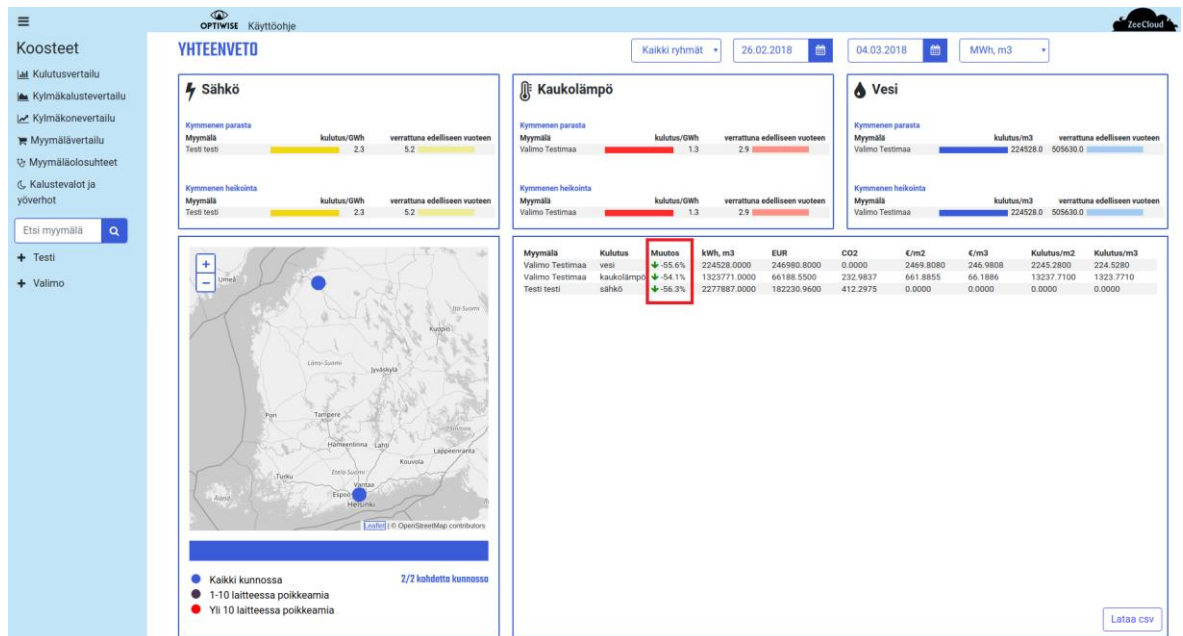 OPTIWISE Käyttöohje
ZeeCloud
Koosteet
Kulutusvertailu
Kylmäkalustevertailu
Kylmäkonevertailu
Myymälävertailu
Myymäläolosuhteet
Kalustevalot ja
yöverhot
Etsi myymälä
+ Testi
+ Valimo
YHTEENVETO
Kaikki ryhmät
26.02.2018
04.03.2018
MWh, m3
Sähkö
Kymmenen parasta
Myymälä kulutus/GWh verrattuna edelliseen vuoteen
Testi testi 2.3 5.2
Kymmenen heikointa
Myymälä kulutus/GWh verrattuna edelliseen vuoteen
Testi testi 2.3 5.2
Kaukolämpö
Kymmenen parasta
Myymälä kulutus/GWh verrattuna edelliseen vuoteen
Valimo Testimaa 1.3 2.9
Kymmenen heikointa
Myymälä kulutus/GWh verrattuna edelliseen vuoteen
Valimo Testimaa 1.3 2.9
Vesi
Kymmenen parasta
Myymälä kulutus/m3 verrattuna edelliseen vuoteen
Valimo Testimaa 224528.0 505630.0
Kymmenen heikointa
Myymälä kulutus/m3 verrattuna edelliseen vuoteen
Valimo Testimaa 224528.0 505630.0
+
−
Umeå
Itä-Suomi
Kuopio
Länsi-Suomi
Jyväskylä
Pori
Tampere
Hämeenlinna
Lahti
Lappeenranta
Kouvola
Turku
Etelä-Suomi
Vantaa
Espoo
Helsinki
Åland
Leaflet | © OpenStreetMap contributors
Kaikki kunnossa 2/2 kohdetta kunnossa
1-10 laitteessa poikkeamia
Yli 10 laitteessa poikkeamia
Myymälä Kulutus Muutos kWh, m3 EUR CO2 €/m2 €/m3 Kulutus/m2 Kulutus/m3
Valimo Testimaa vesi -55.6% 224528.0000 246980.8000 0.0000 2469.8080 246.9808 2245.2800 224.5280
Valimo Testimaa kaukolämpö -54.1% 1323771.0000 66188.5500 232.9837 661.8855 66.1886 13237.7100 1323.7710
Testi testi sähkö -56.3% 2277887.0000 182230.9600 412.2975 0.0000 0.0000 0.0000 0.0000
Lataa csv